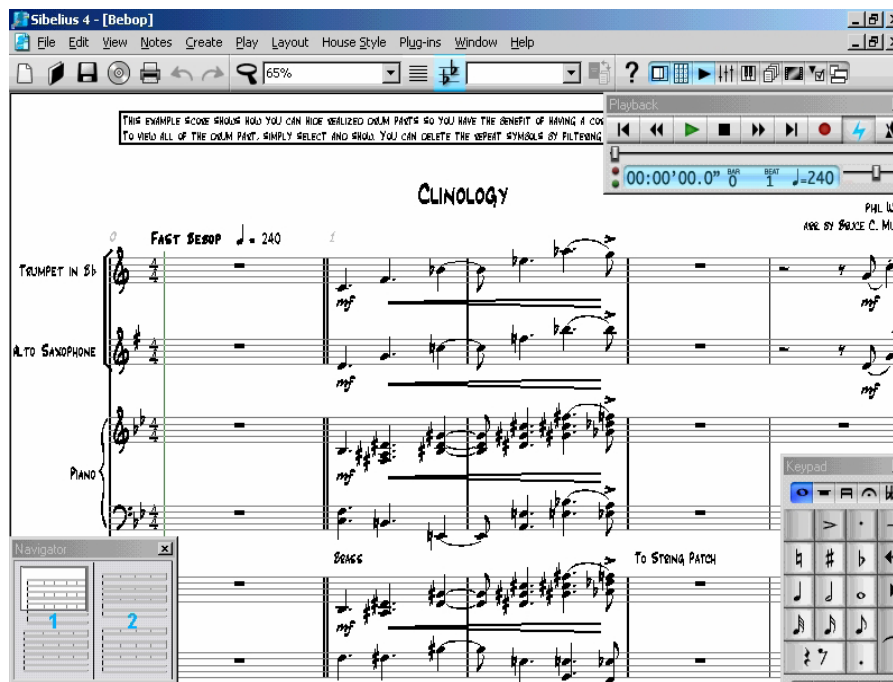 Sibelius 4 - [Bebop]
File Edit View Notes Create Play Layout House Style Plug-ins Window Help
65%
Playback
THIS EXAMPLE SCORE SHOWS HOW YOU CAN HIDE REALIZED DRUM PARTS SO YOU HAVE THE BENEFIT OF HAVING A
TO VIEW ALL OF THE DRUM PART, SIMPLY SELECT AND SHOW. YOU CAN DELETE THE REPEAT SYMBOLS BY FILTERING
00:00'00.0" BAR 0 BEAT 1 ♩=240
CLINOLOGY
PHIL
ARR. BY BRUCE C.
0 FAST BEBOP ♩ = 240 1
TRUMPET IN B♭
mf mf
ALTO SAXOPHONE
mf mf
PIANO
mf
Keypad
Navigator
BRASS TO STRING PATCH
1 2
mf